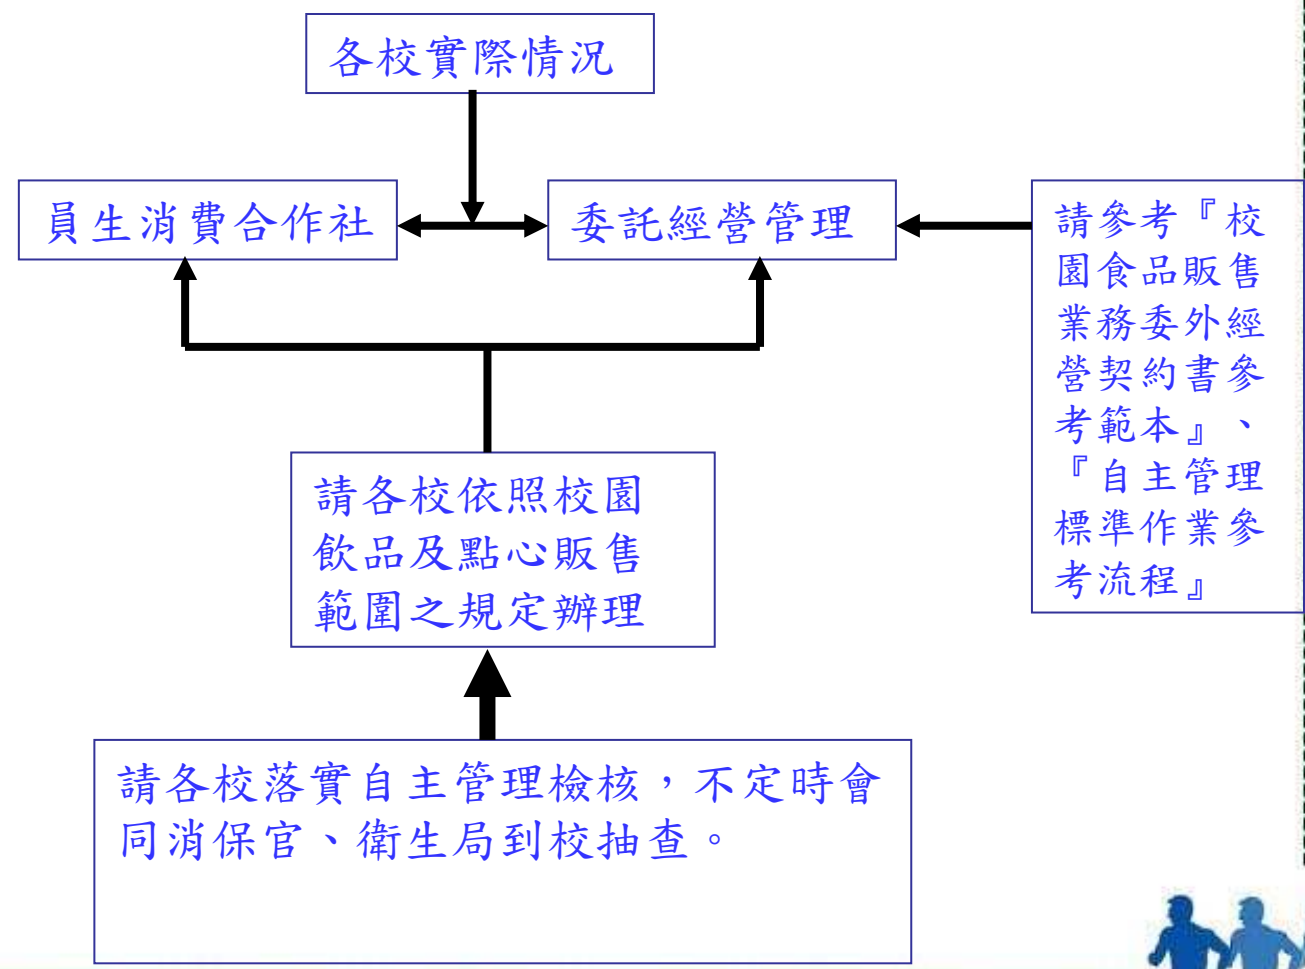 各校實際情況
員生消費合作社
委託經營管理
請參考『校
園食品販售
業務委外經
營契約書參
考範本』、
『自主管理
標準作業參
考流程』
請各校依照校園
飲品及點心販售
範圍之規定辦理
請各校落實自主管理檢核，不定時會
同消保官、衛生局到校抽查。